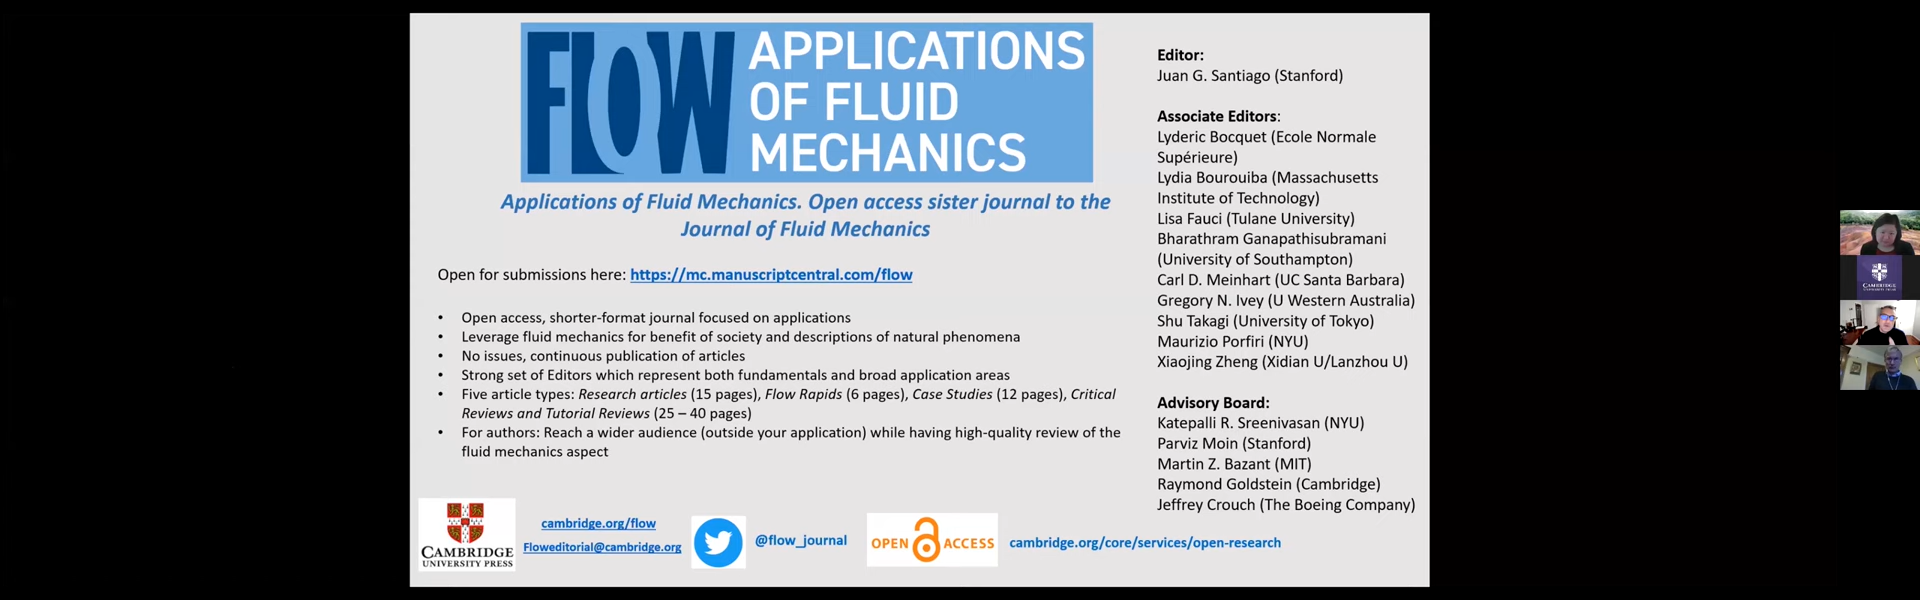 FLOW
APPLICATIONS
OF FLUID
MECHANICS
Applications of Fluid Mechanics. Open access sister journal to the
Journal of Fluid Mechanics
Open for submissions here: https://mc.manuscriptcentral.com/flow
• Open access, shorter-format journal focused on applications
• Leverage fluid mechanics for benefit of society and descriptions of natural phenomena
• No issues, continuous publication of articles
• Strong set of Editors which represent both fundamentals and broad application areas
• Five article types: Research articles (15 pages), Flow Rapids (6 pages), Case Studies (12 pages), Critical
Reviews and Tutorial Reviews (25 – 40 pages)
• For authors: Reach a wider audience (outside your application) while having high-quality review of the
fluid mechanics aspect
Editor:
Juan G. Santiago (Stanford)
Associate Editors:
Lyderic Bocquet (Ecole Normale
Supérieure)
Lydia Bourouiba (Massachusetts
Institute of Technology)
Lisa Fauci (Tulane University)
Bharathram Ganapathisubramani
(University of Southampton)
Carl D. Meinhart (UC Santa Barbara)
Gregory N. Ivey (U Western Australia)
Shu Takagi (University of Tokyo)
Maurizio Porfiri (NYU)
Xiaojing Zheng (Xidian U/Lanzhou U)
Advisory Board:
Katepalli R. Sreenivasan (NYU)
Parviz Moin (Stanford)
Martin Z. Bazant (MIT)
Raymond Goldstein (Cambridge)
Jeffrey Crouch (The Boeing Company)
CAMBRIDGE
UNIVERSITY PRESS
cambridge.org/flow
Floweditorial@cambridge.org
@flow_journal
OPEN ACCESS
cambridge.org/core/services/open-research
CAMBRIDGE